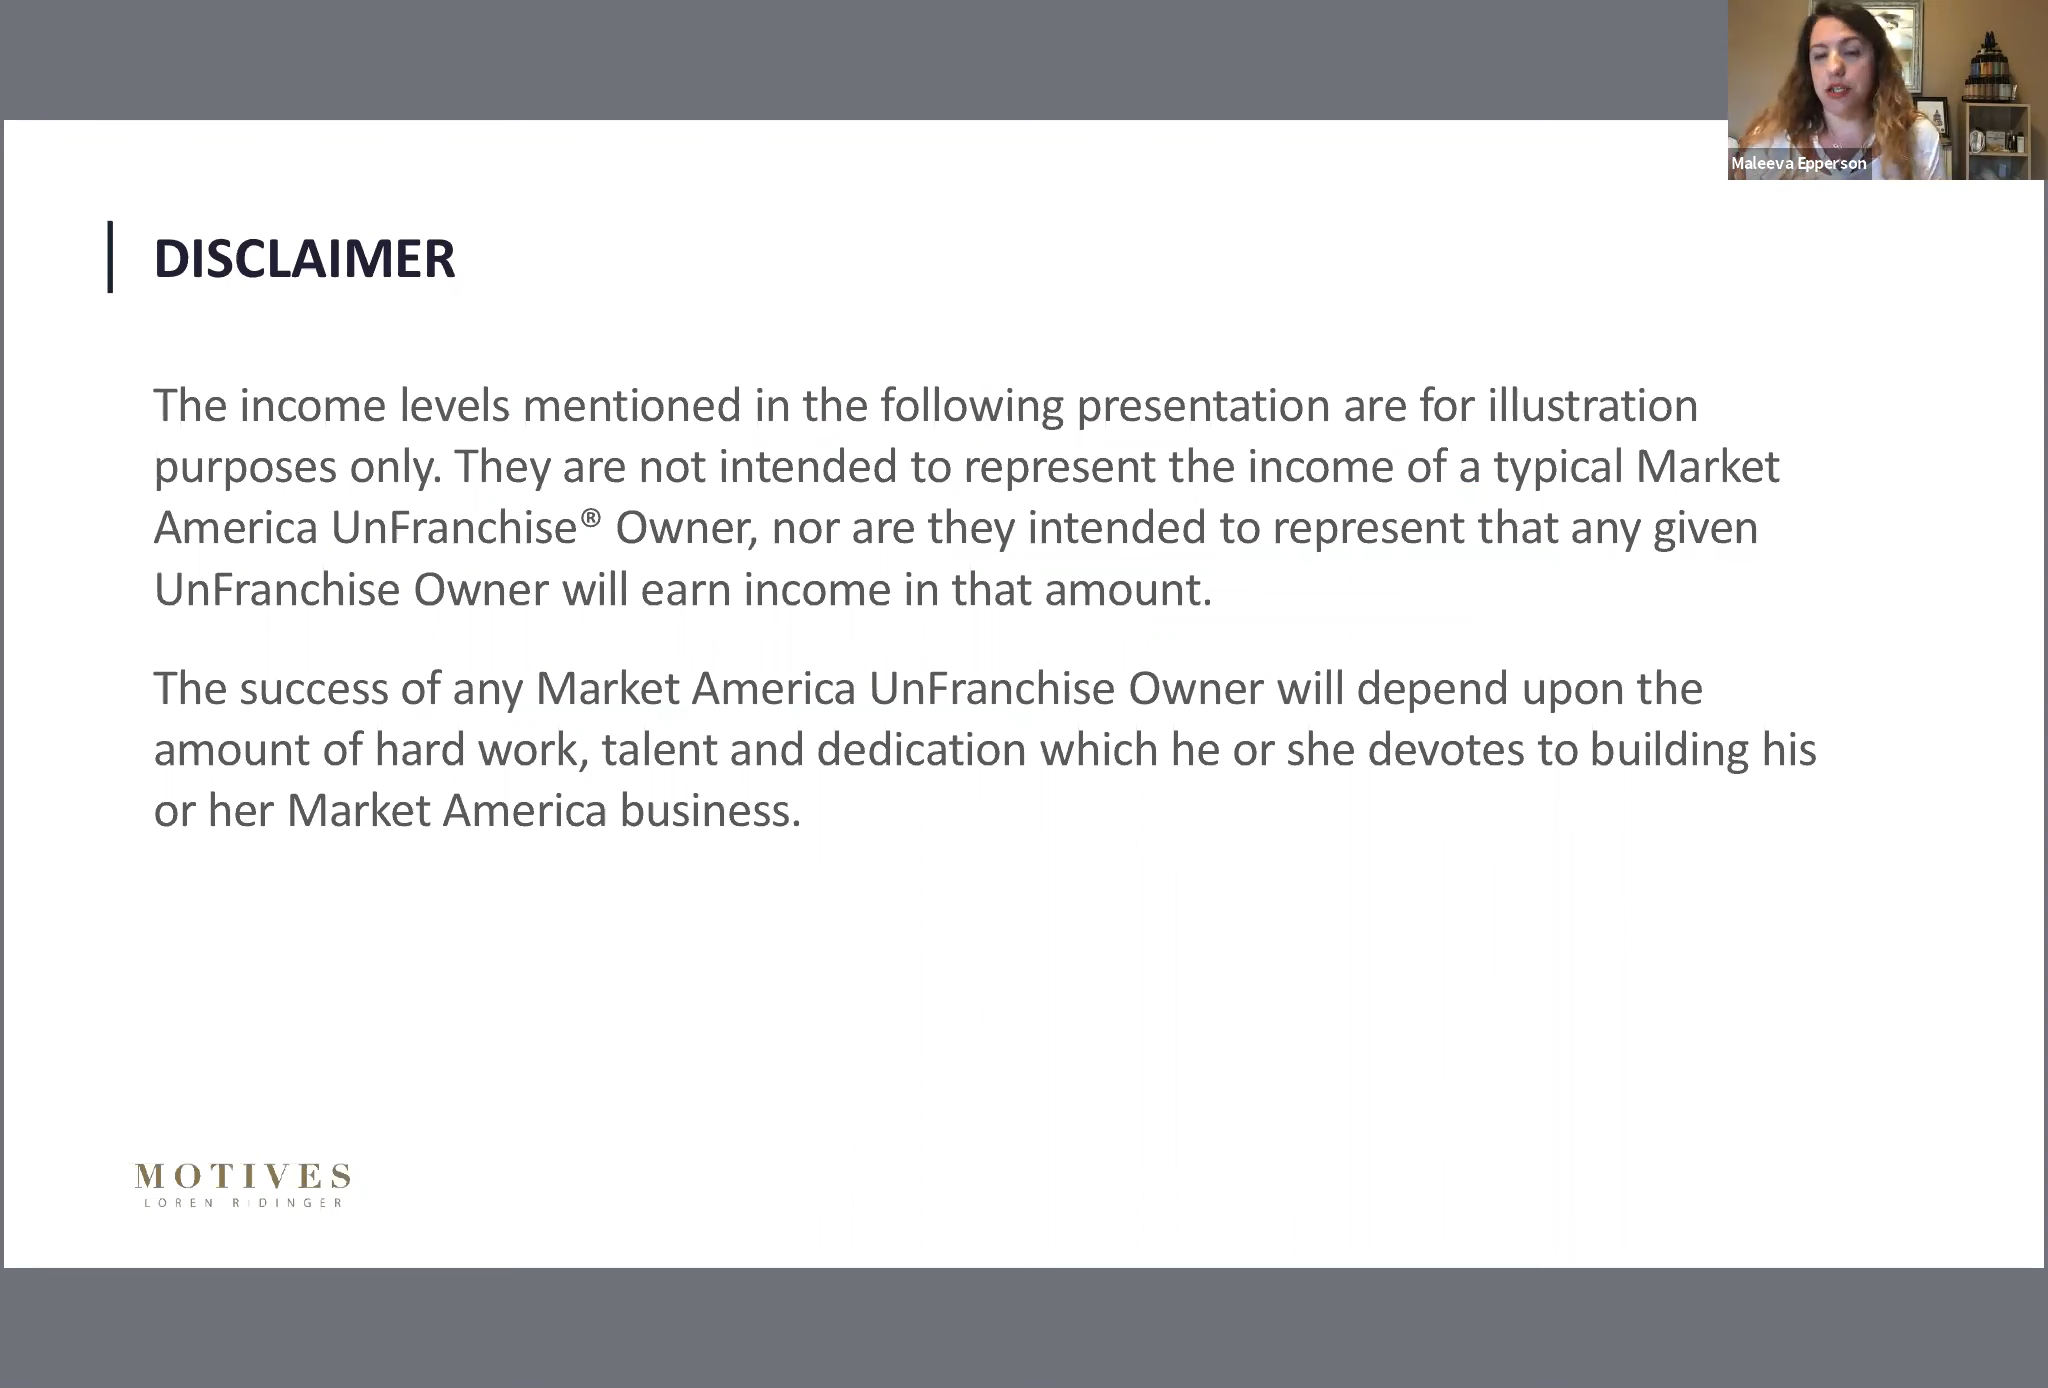 Maleeva Epperson
DISCLAIMER
The income levels mentioned in the following presentation are for illustration
purposes only. They are not intended to represent the income of a typical Market
America UnFranchise® Owner, nor are they intended to represent that any given
UnFranchise Owner will earn income in that amount.
The success of any Market America UnFranchise Owner will depend upon the
amount of hard work, talent and dedication which he or she devotes to building his
or her Market America business.
MOTIVES
LOREN RIDINGER